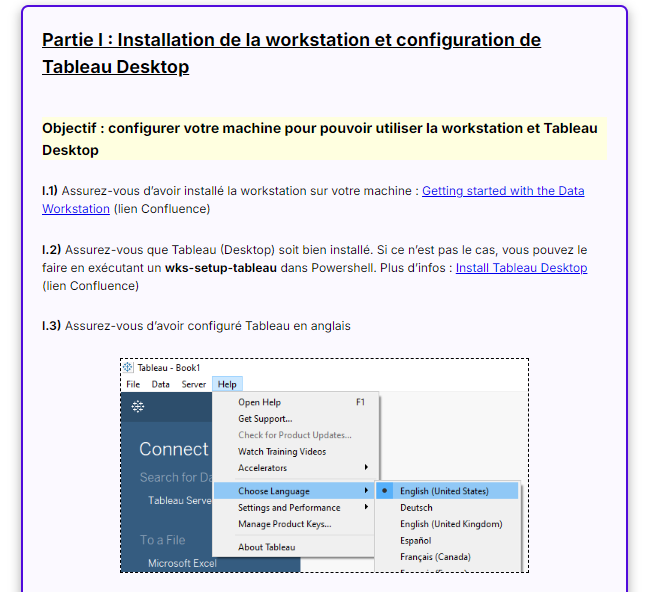 Partie I : Installation de la workstation et configuration de
Tableau Desktop
Objectif : configurer votre machine pour pouvoir utiliser la workstation et Tableau
Desktop
I.1) Assurez-vous d’avoir installé la workstation sur votre machine : Getting started with the Data
Workstation (lien Confluence)
I.2) Assurez-vous que Tableau (Desktop) soit bien installé. Si ce n’est pas le cas, vous pouvez le
faire en exécutant un wks-setup-tableau dans Powershell. Plus d’infos : Install Tableau Desktop
(lien Confluence)
I.3) Assurez-vous d’avoir configuré Tableau en anglais
Tableau - Book1
File Data Server Help
Open Help F1
Get Support...
Check for Product Updates...
Connect
Watch Training Videos
Accelerators
Search for Da
Choose Language
English (United States)
Tableau Serve
Settings and Performance
Deutsch
Manage Product Keys...
English (United Kingdom)
To a File
About Tableau
Español
Microsoft Excel
Français (Canada)